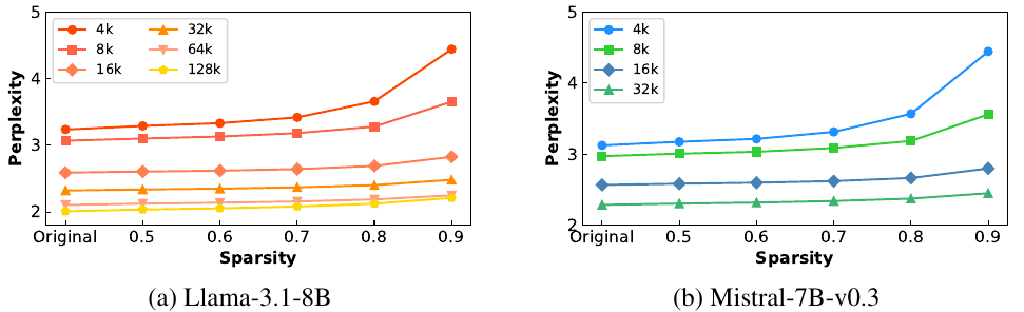 5
4
3
2
Perplexity
4k
8k
16k
32k
64k
128k
Original 0.5 0.6 0.7 0.8 0.9
Sparsity
(a) Llama-3.1-8B
5
4
3
2
Perplexity
4k
8k
16k
32k
Original 0.5 0.6 0.7 0.8 0.9
Sparsity
(b) Mistral-7B-v0.3